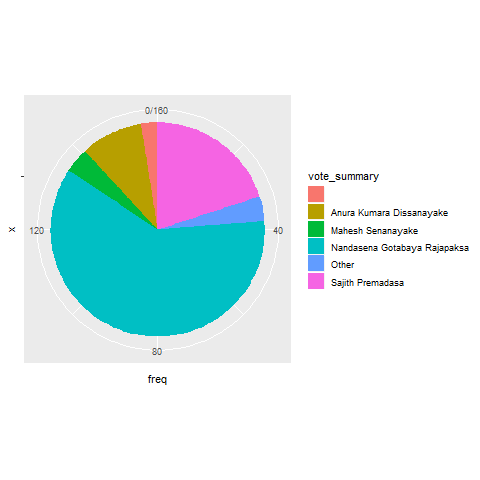 0/160
40
80
120
x
freq
vote_summary
Anura Kumara Dissanayake
Mahesh Senanayake
Nandasena Gotabaya Rajapaksa
Other
Sajith Premadasa